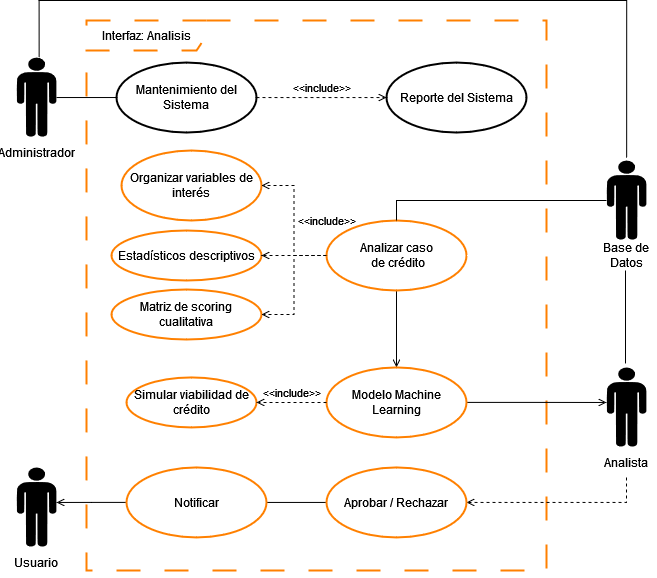 Interfaz: Analisis
Mantenimiento del
Sistema
<<include>>
Reporte del Sistema
Administrador
Organizar variables de
interés
<<include>>
Estadísticos descriptivos
Analizar caso
de crédito
Base de
Datos
Matriz de scoring
cualitativa
Simular viabilidad de
crédito
<<include>>
Modelo Machine
Learning
Analista
Notificar
Aprobar / Rechazar
Usuario